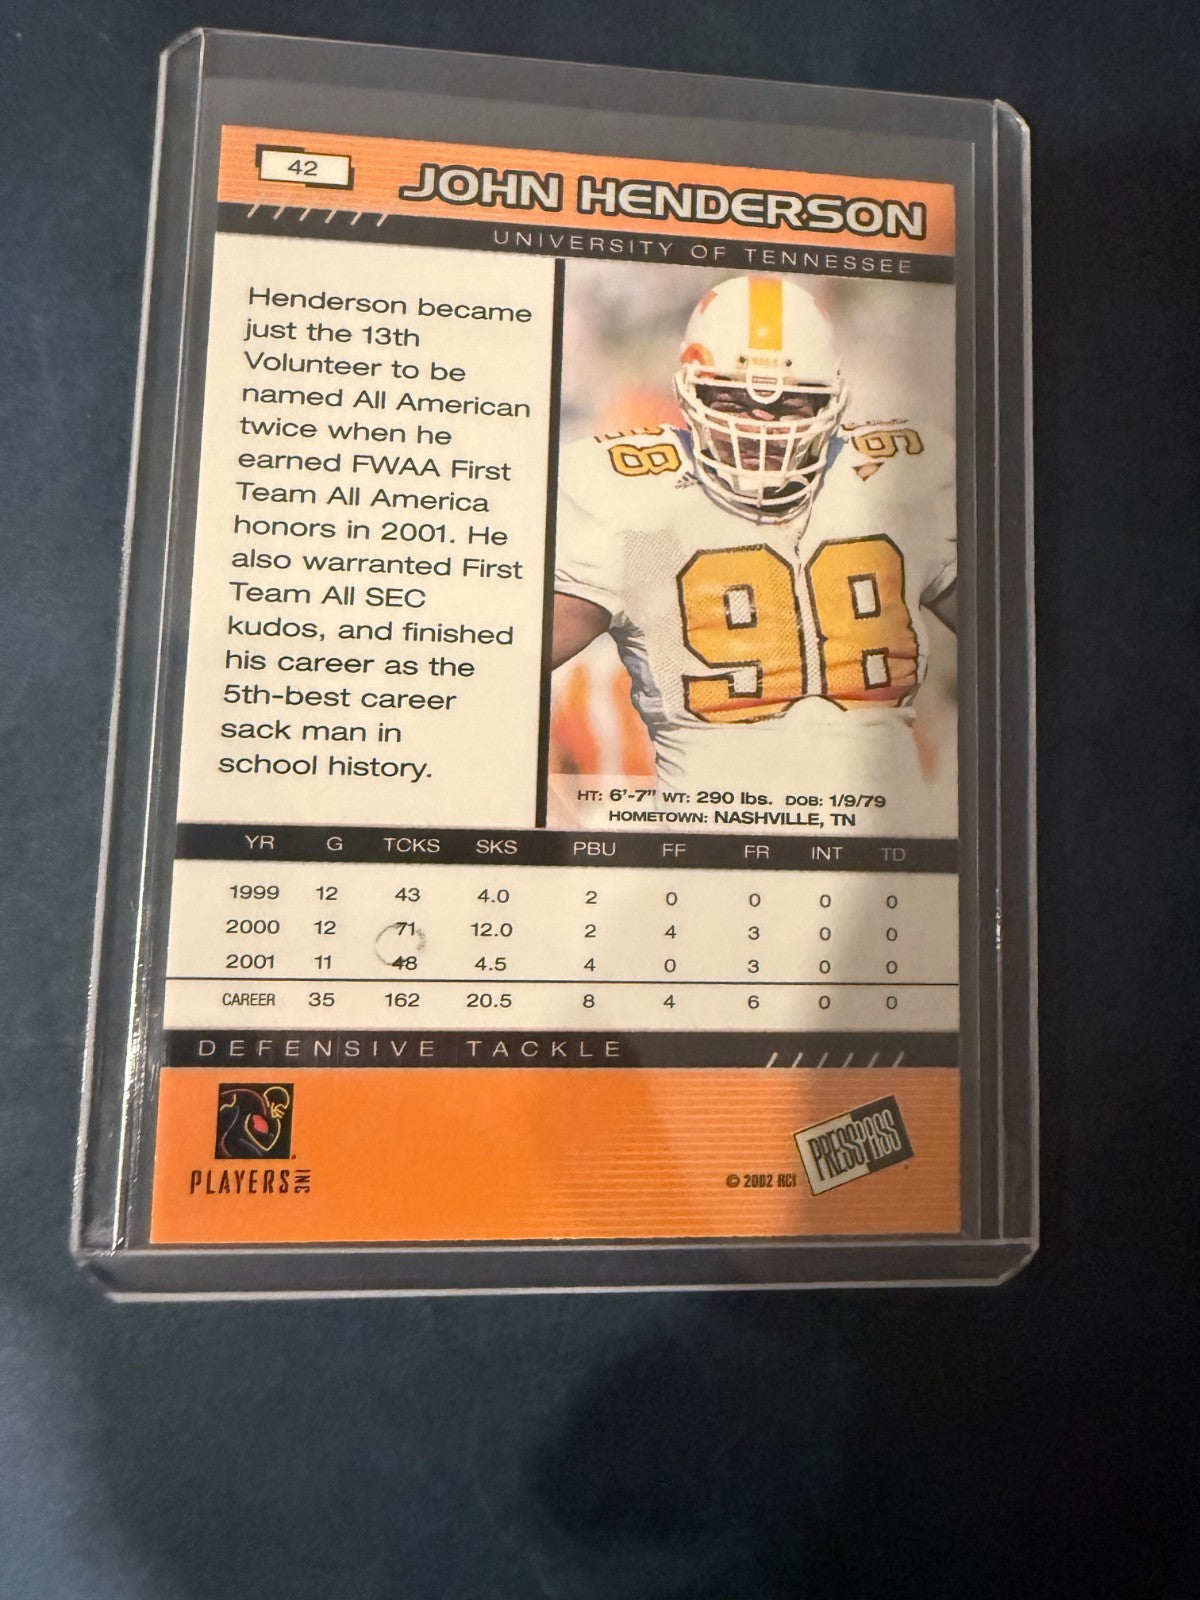 42
JOHN HENDERSON
UNIVERSITY OF TENNESSEE
Henderson became
just the 13th
Volunteer to be
named All American
twice when he
earned FWAA First
Team All America
honors in 2001. He
also warranted First
Team All SEC
kudos, and finished
his career as the
5th-best career
sack man in
school history.
VOLS
98
98
98
HT: 6'-7" WT: 290 lbs. DOB: 1/9/79
HOMETOWN: NASHVILLE, TN
YR G TCKS SKS PBU FF FR INT TD
1999 12 43 4.0 2 0 0 0 0
2000 12 71 12.0 2 4 3 0 0
2001 11 48 4.5 4 0 3 0 0
CAREER 35 162 20.5 8 4 6 0 0
DEFENSIVE TACKLE
PLAYERS INC
© 2002 RCI
PRESS PASS